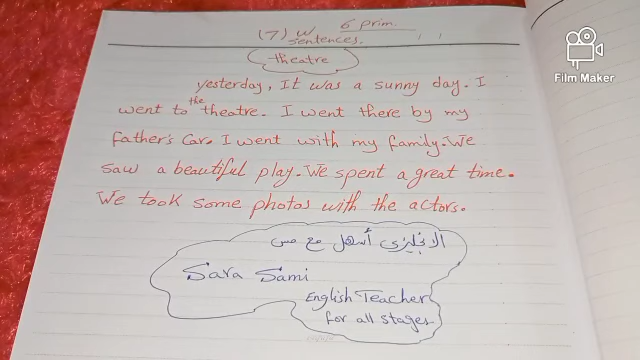 6 prim.
(7) w
sentences.
theatre
yesterday, It was a sunny day. I
went to the theatre. I went there by my
Father's Car. I went with my family. We
saw a beautiful play. We spent a great time.
We took some photos with the actors.
الانجليزى أسهل مع مس
Sara Sami
English Teacher
for all stages
Film Maker